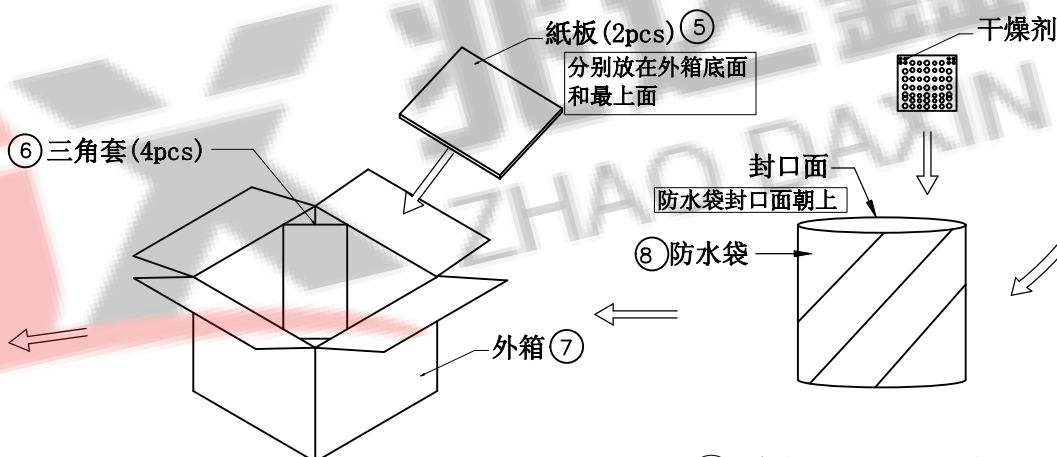 紙板(2pcs)⑤
分别放在外箱底面
和最上面
干燥剂
⑥三角套(4pcs)
封口面
防水袋封口面朝上
⑧防水袋
外箱⑦
ZHAO DAXIN